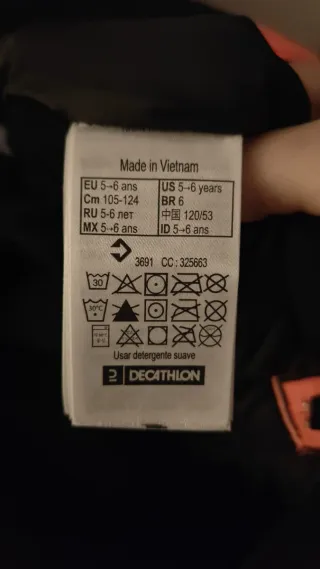 Made in Vietnam
EU 5→6 ans US 5→6 years
Cm 105-124 BR 6
RU 5-6 лет 中国 120/53
MX 5→6 ans ID 5→6 ans
3691 CC : 325663
30
30°C
Usar detergente suave
DECATHLON